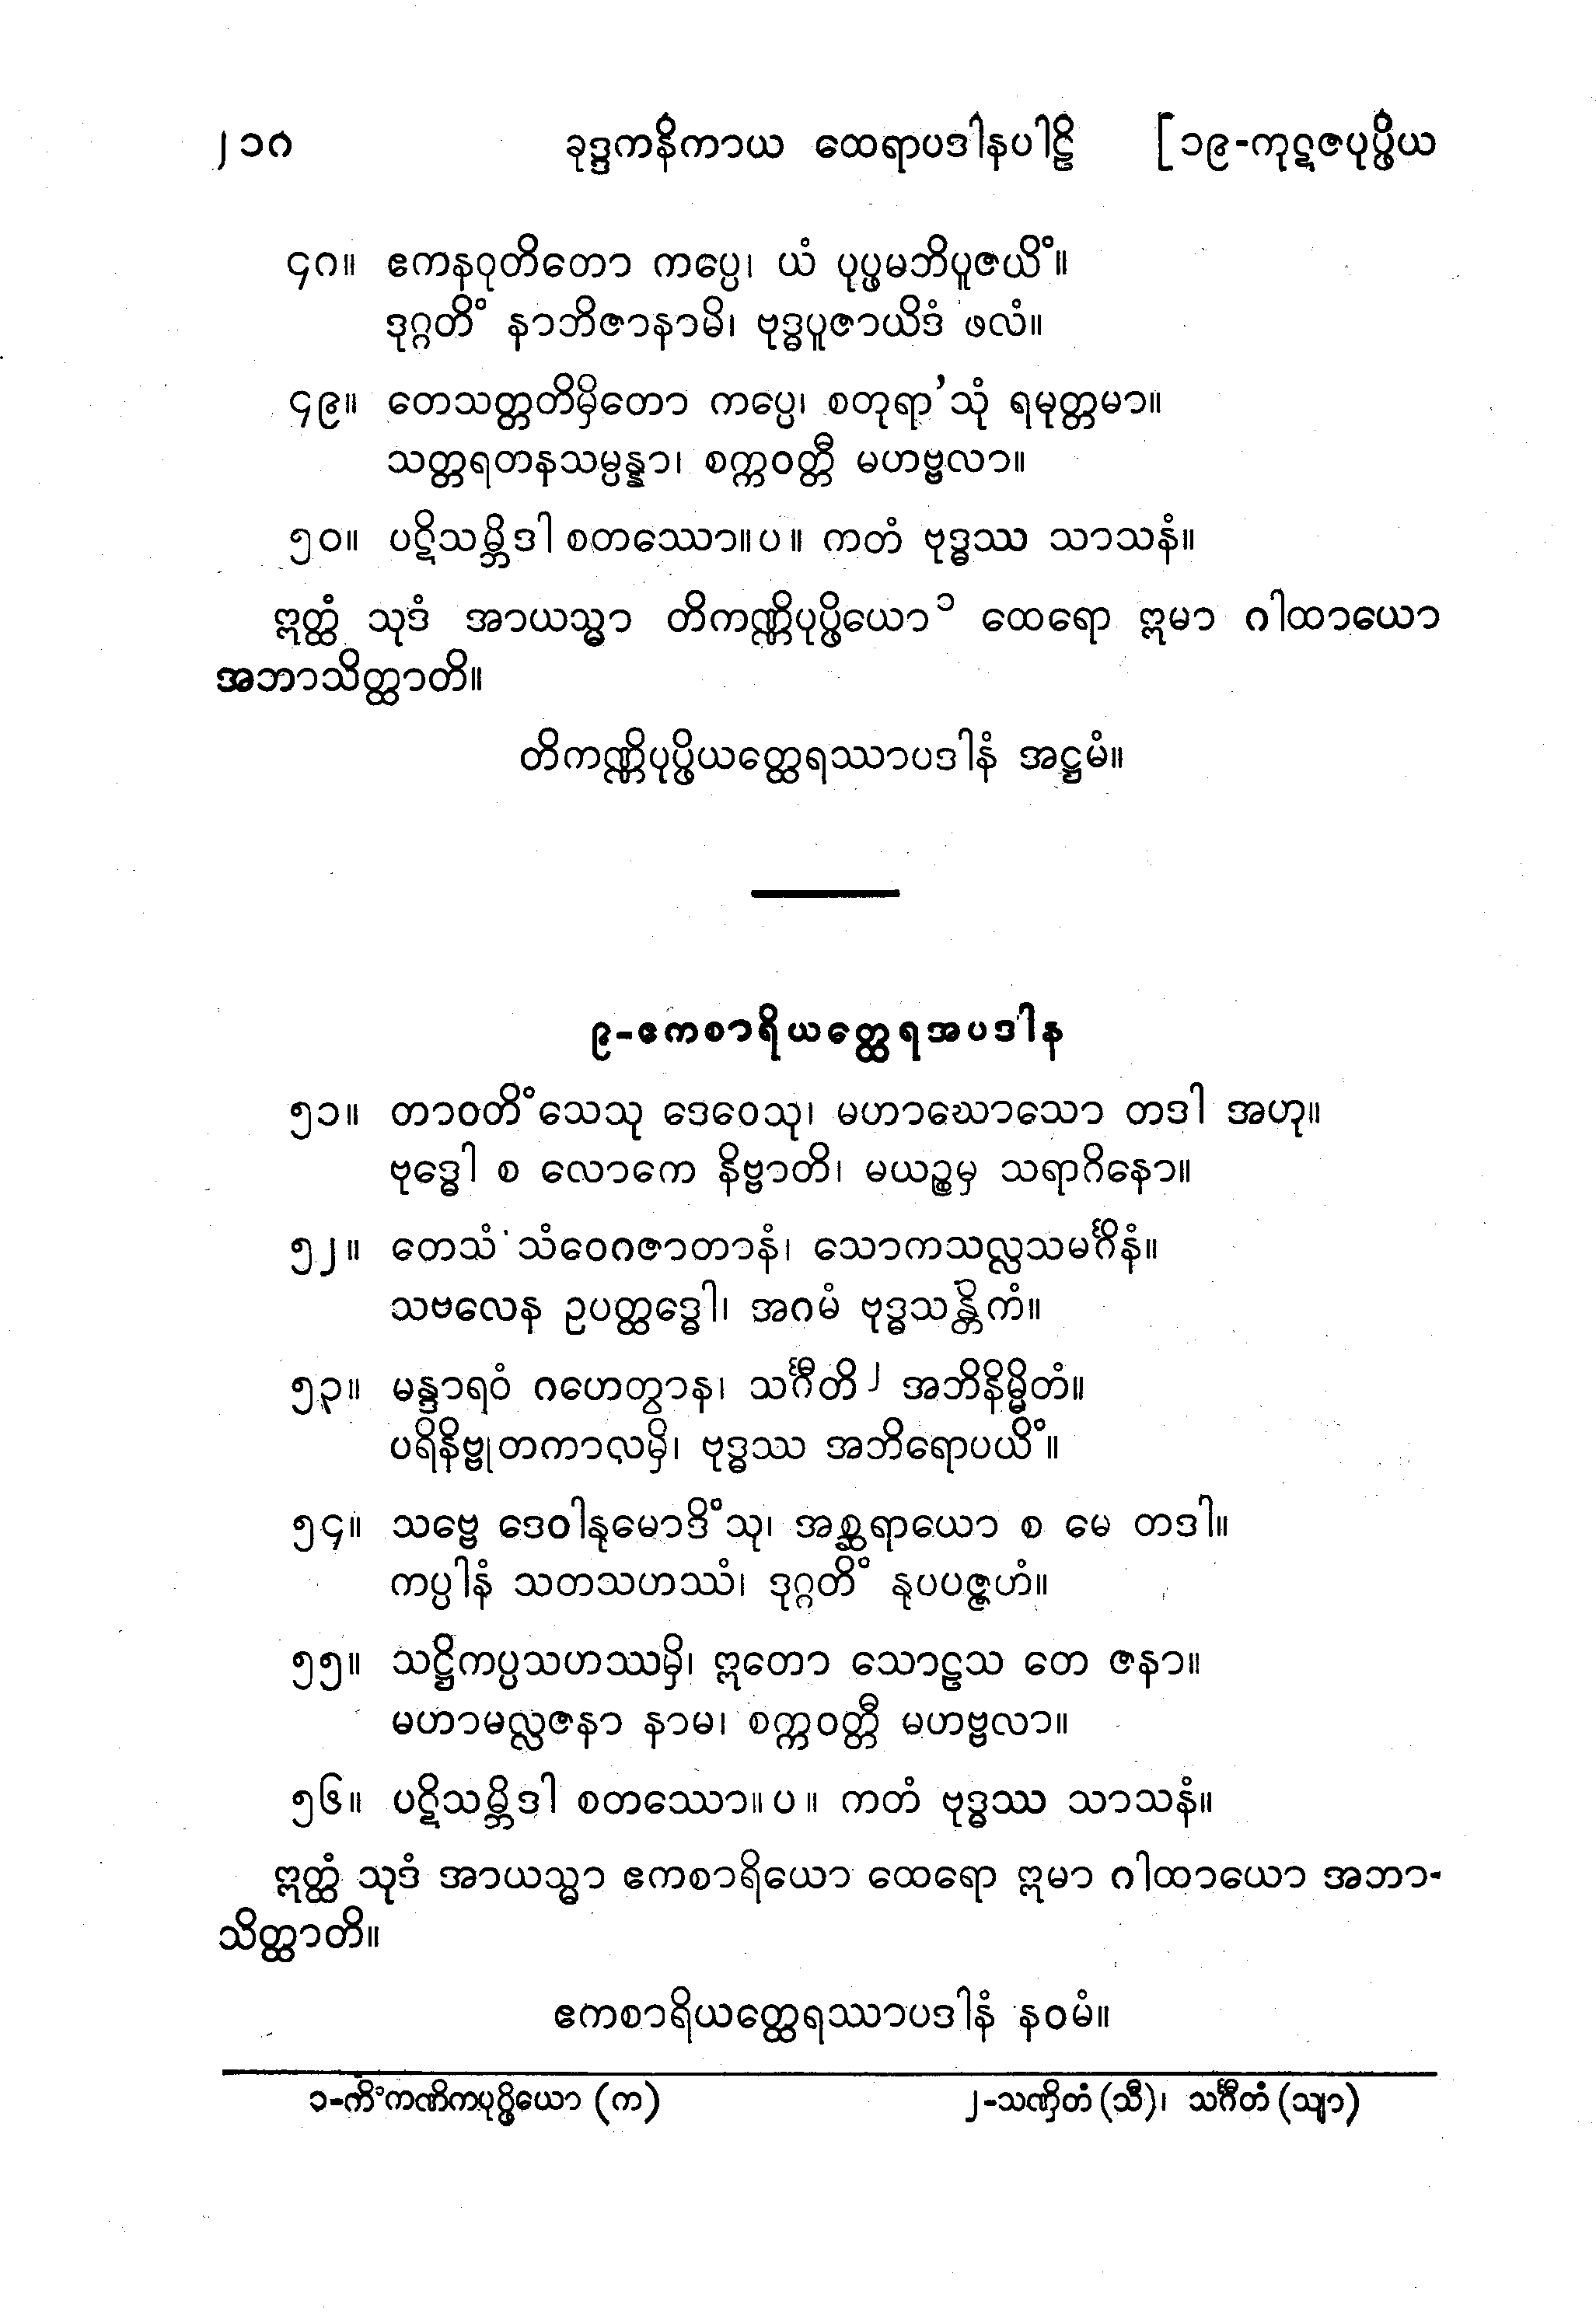 ၂၁၈ ခုဒ္ဒကနိကာယ ထေရာပဒါနပါဠိ [၁၉-ကုဋဇပုပ္ဖိယ
၄၈။ ဧကနဝုတိတော ကပ္ပေ၊ ယံ ပုပ္ဖမဘိပူဇယိံ။
ဒုဂ္ဂတိံ နာဘိဇာနာမိ၊ ဗုဒ္ဓပူဇာယိဒံ ဖလံ။
၄၉။ တေသတ္တတိမှိတော ကပ္ပေ၊ စတုရာ’သုံ ရမုတ္တမာ။
သတ္တရတနသမ္ပန္နာ၊ စက္ကဝတ္တီ မဟဗ္ဗလာ။
၅၀။ ပဋိသမ္ဘိဒါ စတဿော။ပ။ ကတံ ဗုဒ္ဓဿ သာသနံ။
ဣတ္ထံ သုဒံ အာယသ္မာ တိကဏ္ဏိပုပ္ဖိယော၁ ထေရော ဣမာ ဂါထာယော
အဘာသိတ္ထာတိ။
တိကဏ္ဏိပုပ္ဖိယတ္ထေရဿာပဒါနံ အဋ္ဌမံ။
၉-ဧကစာရိယတ္ထေရအပဒါန
၅၁။ တာဝတိံသေသု ဒေဝေသု၊ မဟာဃောသော တဒါ အဟု။
ဗုဒ္ဓေါ စ လောကေ နိဗ္ဗာတိ၊ မယဉ္စမှ သရာဂိနော။
၅၂။ တေသံ သံဝေဂဇာတာနံ၊ သောကသလ္လသမင်္ဂိနံ။
သဗလေန ဥပတ္ထဒ္ဓေါ၊ အဂမံ ဗုဒ္ဓသန္တိကံ။
၅၃။ မန္ဒာရဝံ ဂဟေတွာန၊ သင်္ဂီတိ၂ အဘိနိမ္မိတံ။
ပရိနိဗ္ဗုတကာလမှိ၊ ဗုဒ္ဓဿ အဘိရောပယိံ။
၅၄။ သဗ္ဗေ ဒေဝါနုမောဒိံသု၊ အစ္ဆရာယော စ မေ တဒါ။
ကပ္ပါနံ သတသဟဿံ၊ ဒုဂ္ဂတိံ နုပပဇ္ဇဟံ။
၅၅။ သဋ္ဌိကပ္ပသဟဿမှိ၊ ဣတော သောဠသ တေ ဇနာ။
မဟာမလ္လဇနာ နာမ၊ စက္ကဝတ္တီ မဟဗ္ဗလာ။
၅၆။ ပဋိသမ္ဘိဒါ စတဿော။ပ။ ကတံ ဗုဒ္ဓဿ သာသနံ။
ဣတ္ထံ သုဒံ အာယသ္မာ ဧကစာရိယော ထေရော ဣမာ ဂါထာယော အဘာ-
သိတ္ထာတိ။
ဧကစာရိယတ္ထေရဿာပဒါနံ နဝမံ။
၁-ကိံကဏိကပုပ္ဖိယော (က) ၂-သဏှိတံ (သီ)၊ သင်္ဂီတံ (သျာ)